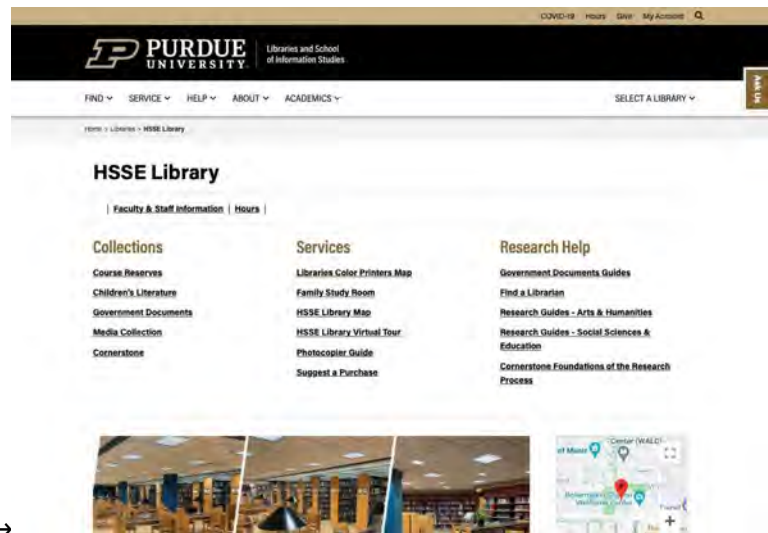 COVID-19 Hours Give My Account
PURDUE
UNIVERSITY
Libraries and School
of Information Studies
Ask Us
FIND SERVICE HELP ABOUT ACADEMICS SELECT A LIBRARY
Home > Libraries > HSSE Library
HSSE Library
| Faculty & Staff Information | Hours |
Collections
Course Reserves
Children's Literature
Government Documents
Media Collection
Cornerstone
Services
Libraries Color Printers Map
Family Study Room
HSSE Library Map
HSSE Library Virtual Tour
Photocopier Guide
Suggest a Purchase
Research Help
Government Documents Guides
Find a Librarian
Research Guides - Arts & Humanities
Research Guides - Social Sciences &
Education
Cornerstone Foundations of the Research
Process
Center (WALC)
of Music